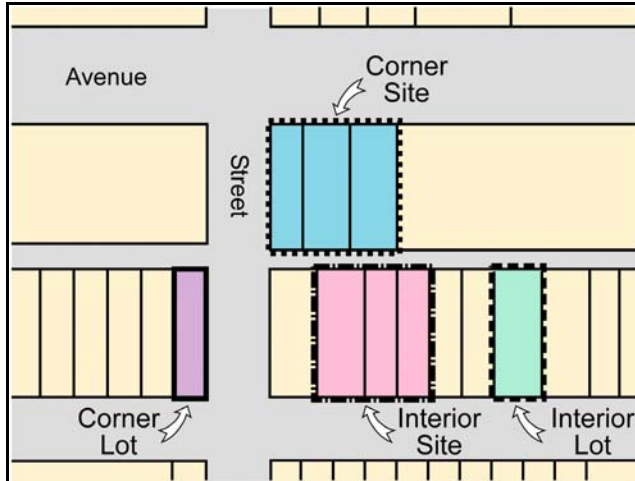 Avenue
Corner
Site
Street
Corner
Lot
Interior
Site
Interior
Lot